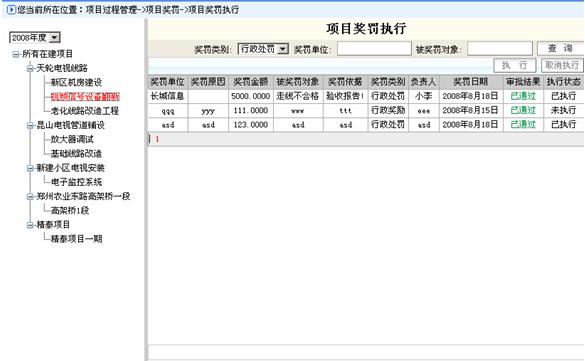 您当前所在位置：项目过程管理->项目奖罚->项目奖罚执行
2008年度
所有在建项目
天轮电视线路
新区机房建设
线频信号设备翻新
老化线路改造工程
昆山电视管道铺设
放大器调试
基础线路改造
新建小区电视安装
电子监控系统
郑州农业东路高架桥一段
高架桥1段
精泰项目
精泰项目一期
项目奖罚执行
奖罚类别: 行政处罚 奖罚单位: 被奖罚对象: 查 询
执 行 取消执行
奖罚单位 奖罚原因 奖罚金额 被奖罚对象 奖罚依据 奖罚类别 负责人 奖罚日期 审批结果 执行状态
长城信息 5000.0000 走线不合格 验收报告! 行政处罚 小李 2008年8月18日 已通过 已执行
qqq yyy 111.0000 www ttt 行政奖励 eee 2008年8月15日 已通过 未执行
asd asd 123.0000 asd asd 行政处罚 asd 2008年8月18日 已通过 已执行
1